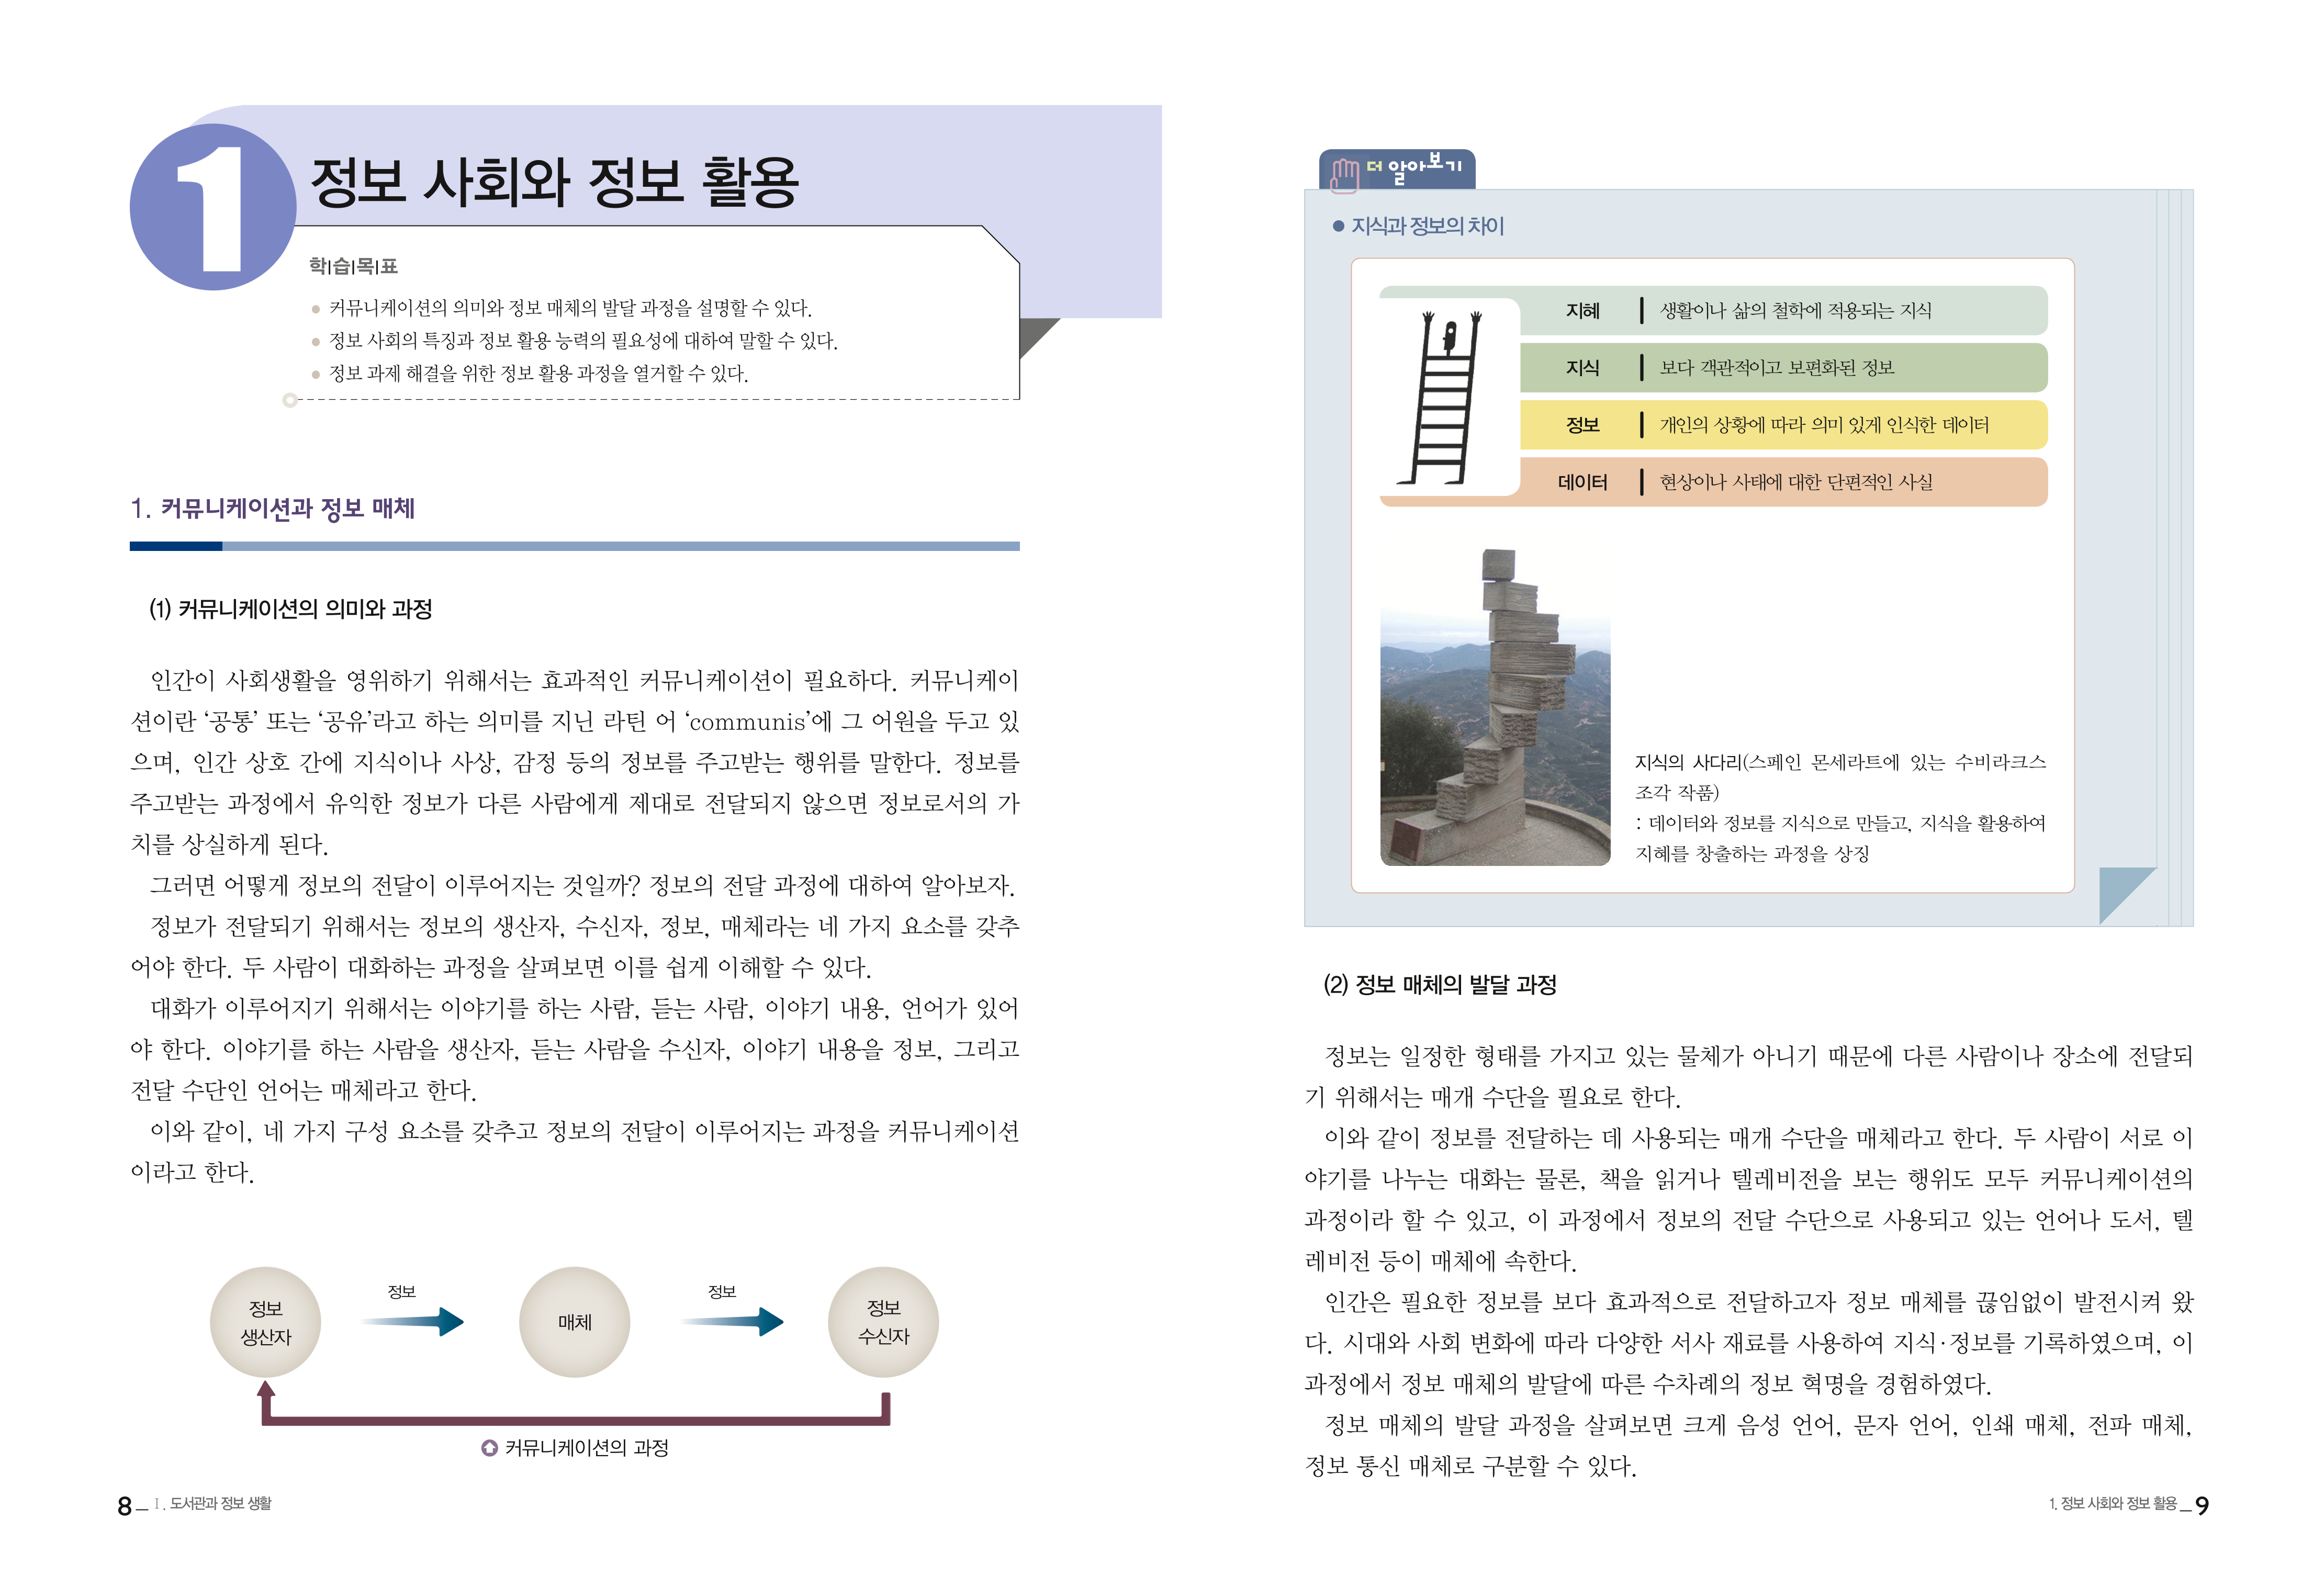 1
정보 사회와 정보 활용
학|습|목|표
커뮤니케이션의 의미와 정보 매체의 발달 과정을 설명할 수 있다.
정보 사회의 특징과 정보 활용 능력의 필요성에 대하여 말할 수 있다.
정보 과제 해결을 위한 정보 활용 과정을 열거할 수 있다.
1. 커뮤니케이션과 정보 매체
(1) 커뮤니케이션의 의미와 과정
인간이 사회생활을 영위하기 위해서는 효과적인 커뮤니케이션이 필요하다. 커뮤니케이
션이란 ‘공통’ 또는 ‘공유’라고 하는 의미를 지닌 라틴 어 ‘communis’에 그 어원을 두고 있
으며, 인간 상호 간에 지식이나 사상, 감정 등의 정보를 주고받는 행위를 말한다. 정보를
주고받는 과정에서 유익한 정보가 다른 사람에게 제대로 전달되지 않으면 정보로서의 가
치를 상실하게 된다.
그러면 어떻게 정보의 전달이 이루어지는 것일까? 정보의 전달 과정에 대하여 알아보자.
정보가 전달되기 위해서는 정보의 생산자, 수신자, 정보, 매체라는 네 가지 요소를 갖추
어야 한다. 두 사람이 대화하는 과정을 살펴보면 이를 쉽게 이해할 수 있다.
대화가 이루어지기 위해서는 이야기를 하는 사람, 듣는 사람, 이야기 내용, 언어가 있어
야 한다. 이야기를 하는 사람을 생산자, 듣는 사람을 수신자, 이야기 내용을 정보, 그리고
전달 수단인 언어는 매체라고 한다.
이와 같이, 네 가지 구성 요소를 갖추고 정보의 전달이 이루어지는 과정을 커뮤니케이션
이라고 한다.
정보
생산자
정보
매체
정보
정보
수신자
커뮤니케이션의 과정
8 _ Ⅰ. 도서관과 정보 생활
더 알아보기
● 지식과 정보의 차이
지혜 | 생활이나 삶의 철학에 적용되는 지식
지식 | 보다 객관적이고 보편화된 정보
정보 | 개인의 상황에 따라 의미 있게 인식한 데이터
데이터 | 현상이나 사태에 대한 단편적인 사실
지식의 사다리(스페인 몬세라트에 있는 수비라크스
조각 작품)
: 데이터와 정보를 지식으로 만들고, 지식을 활용하여
지혜를 창출하는 과정을 상징
(2) 정보 매체의 발달 과정
정보는 일정한 형태를 가지고 있는 물체가 아니기 때문에 다른 사람이나 장소에 전달되
기 위해서는 매개 수단을 필요로 한다.
이와 같이 정보를 전달하는 데 사용되는 매개 수단을 매체라고 한다. 두 사람이 서로 이
야기를 나누는 대화는 물론, 책을 읽거나 텔레비전을 보는 행위도 모두 커뮤니케이션의
과정이라 할 수 있고, 이 과정에서 정보의 전달 수단으로 사용되고 있는 언어나 도서, 텔
레비전 등이 매체에 속한다.
인간은 필요한 정보를 보다 효과적으로 전달하고자 정보 매체를 끊임없이 발전시켜 왔
다. 시대와 사회 변화에 따라 다양한 서사 재료를 사용하여 지식·정보를 기록하였으며, 이
과정에서 정보 매체의 발달에 따른 수차례의 정보 혁명을 경험하였다.
정보 매체의 발달 과정을 살펴보면 크게 음성 언어, 문자 언어, 인쇄 매체, 전파 매체,
정보 통신 매체로 구분할 수 있다.
1. 정보 사회와 정보 활용 _ 9